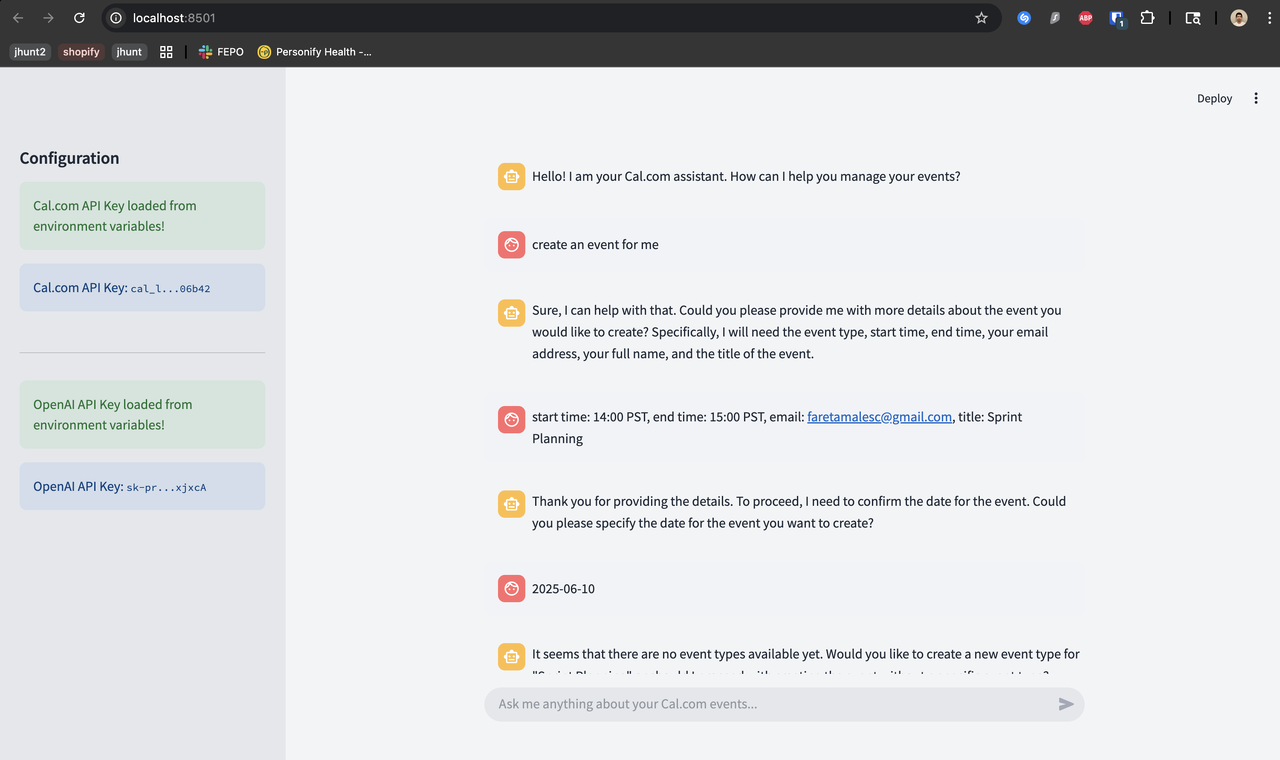 localhost:8501
ABP
1
jhunt2 shopify jhunt FEPO Personify Health -...
Deploy
Configuration
Cal.com API Key loaded from
environment variables!
Cal.com API Key: cal_l...06b42
OpenAI API Key loaded from
environment variables!
OpenAI API Key: sk-pr...xjxcA
Hello! I am your Cal.com assistant. How can I help you manage your events?
create an event for me
Sure, I can help with that. Could you please provide me with more details about the event you
would like to create? Specifically, I will need the event type, start time, end time, your email
address, your full name, and the title of the event.
start time: 14:00 PST, end time: 15:00 PST, email: faretamalesc@gmail.com, title: Sprint
Planning
Thank you for providing the details. To proceed, I need to confirm the date for the event. Could
you please specify the date for the event you want to create?
2025-06-10
It seems that there are no event types available yet. Would you like to create a new event type for
Ask me anything about your Cal.com events...